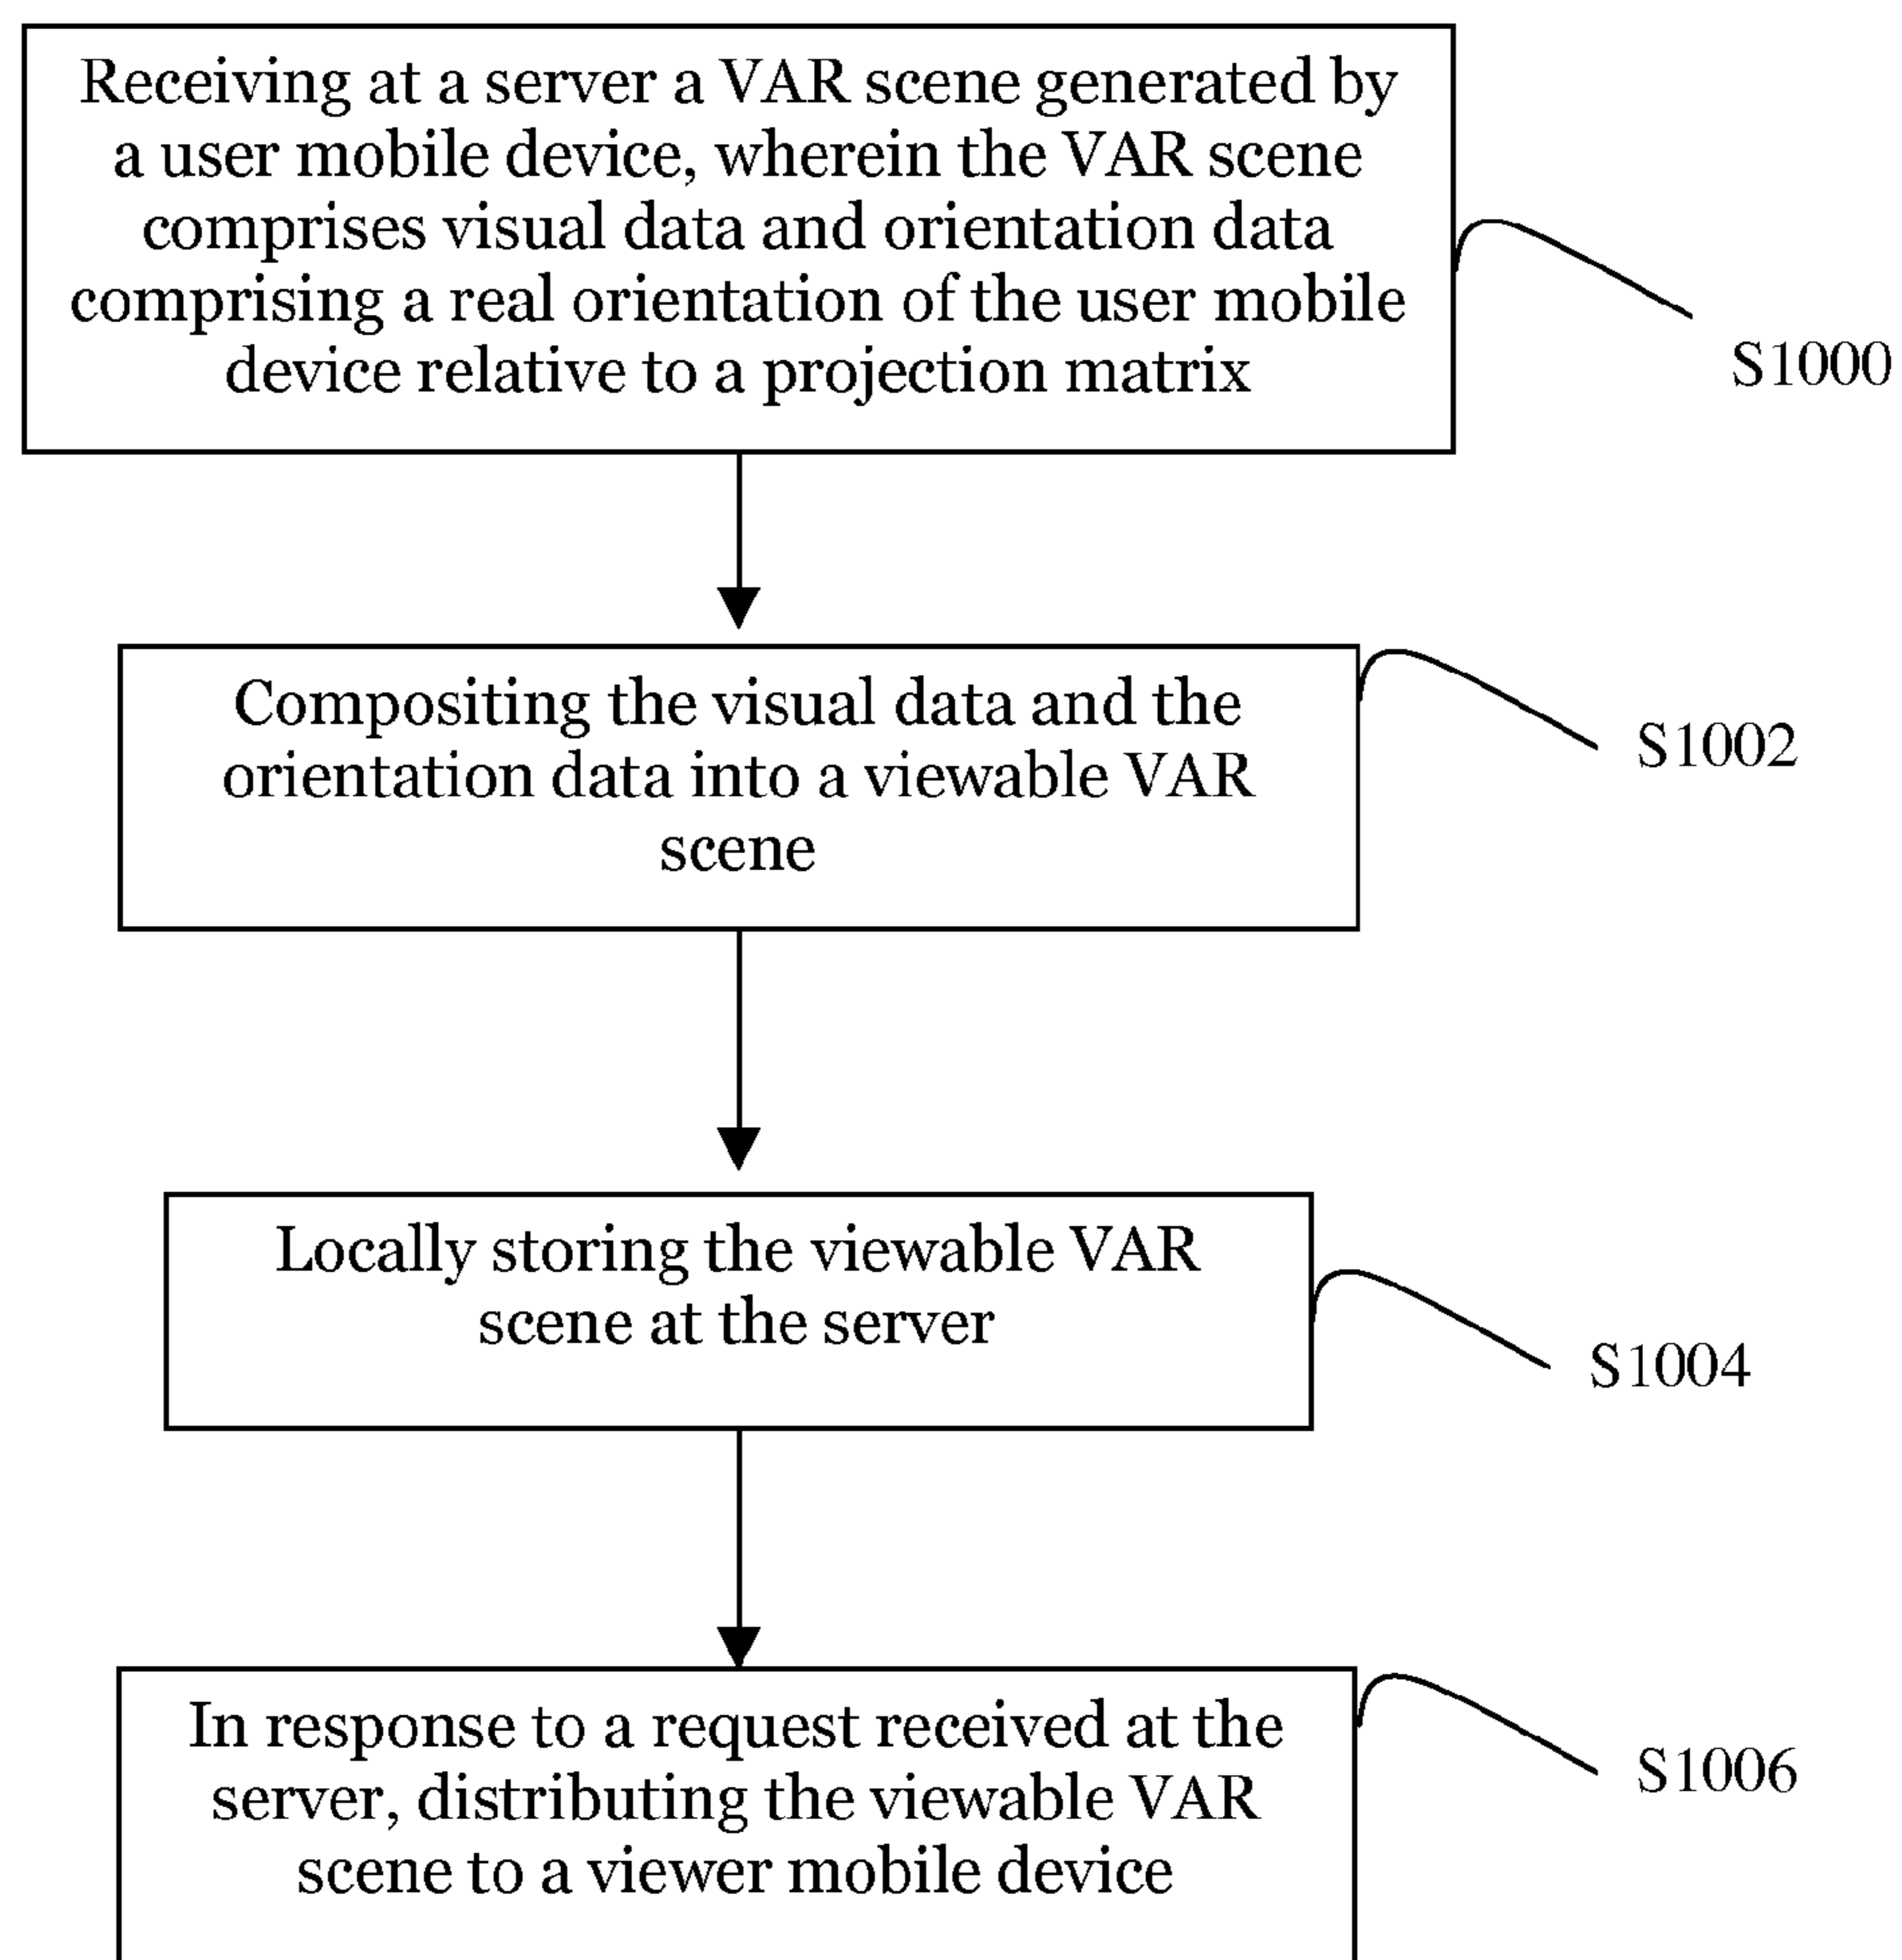 Receiving at a server a VAR scene generated by
a user mobile device, wherein the VAR scene
comprises visual data and orientation data
comprising a real orientation of the user mobile
device relative to a projection matrix
S1000
Compositing the visual data and the
orientation data into a viewable VAR
scene
S1002
Locally storing the viewable VAR
scene at the server
S1004
In response to a request received at the
server, distributing the viewable VAR
scene to a viewer mobile device
S1006